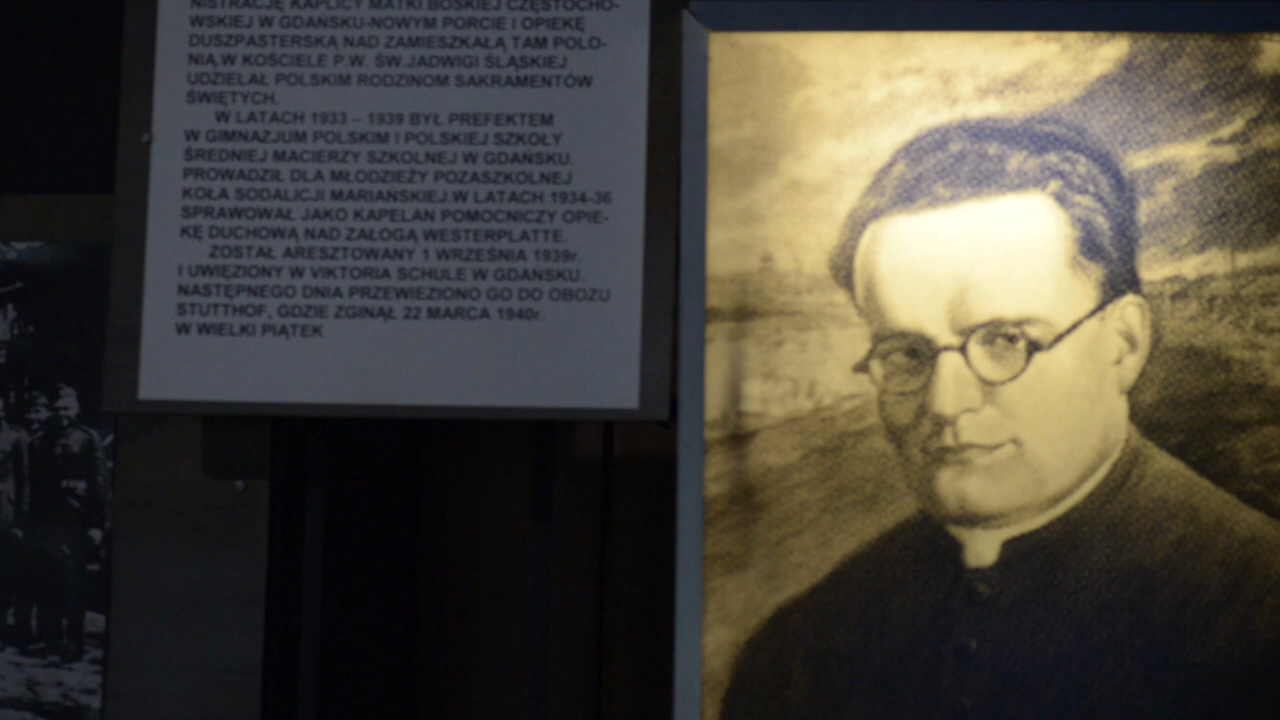 NISTRACJĘ KAPLICY MATKI BOSKIEJ CZĘSTOCHO-
WSKIEJ W GDAŃSKU-NOWYM PORCIE I OPIEKĘ
DUSZPASTERSKĄ NAD ZAMIESZKAŁĄ TAM POLO-
NIĄ,W KOŚCIELE P.W. ŚW.JADWIGI ŚLĄSKIEJ
UDZIELAŁ POLSKIM RODZINOM SAKRAMENTÓW
ŚWIĘTYCH.
W LATACH 1933 – 1939 BYŁ PREFEKTEM
W GIMNAZJUM POLSKIM I POLSKIEJ SZKOŁY
ŚREDNIEJ MACIERZY SZKOLNEJ W GDAŃSKU.
PROWADZIŁ DLA MŁODZIEŻY POZASZKOLNEJ
KOŁA SODALICJI MARIAŃSKIEJ.W LATACH 1934-36
SPRAWOWAŁ JAKO KAPELAN POMOCNICZY OPIE-
KĘ DUCHOWĄ NAD ZAŁOGĄ WESTERPLATTE.
ZOSTAŁ ARESZTOWANY 1 WRZEŚNIA 1939r.
I UWIĘZIONY W VIKTORIA SCHULE W GDAŃSKU.
NASTĘPNEGO DNIA PRZEWIEZIONO GO DO OBOZU
STUTTHOF, GDZIE ZGINĄŁ 22 MARCA 1940r.
W WIELKI PIĄTEK